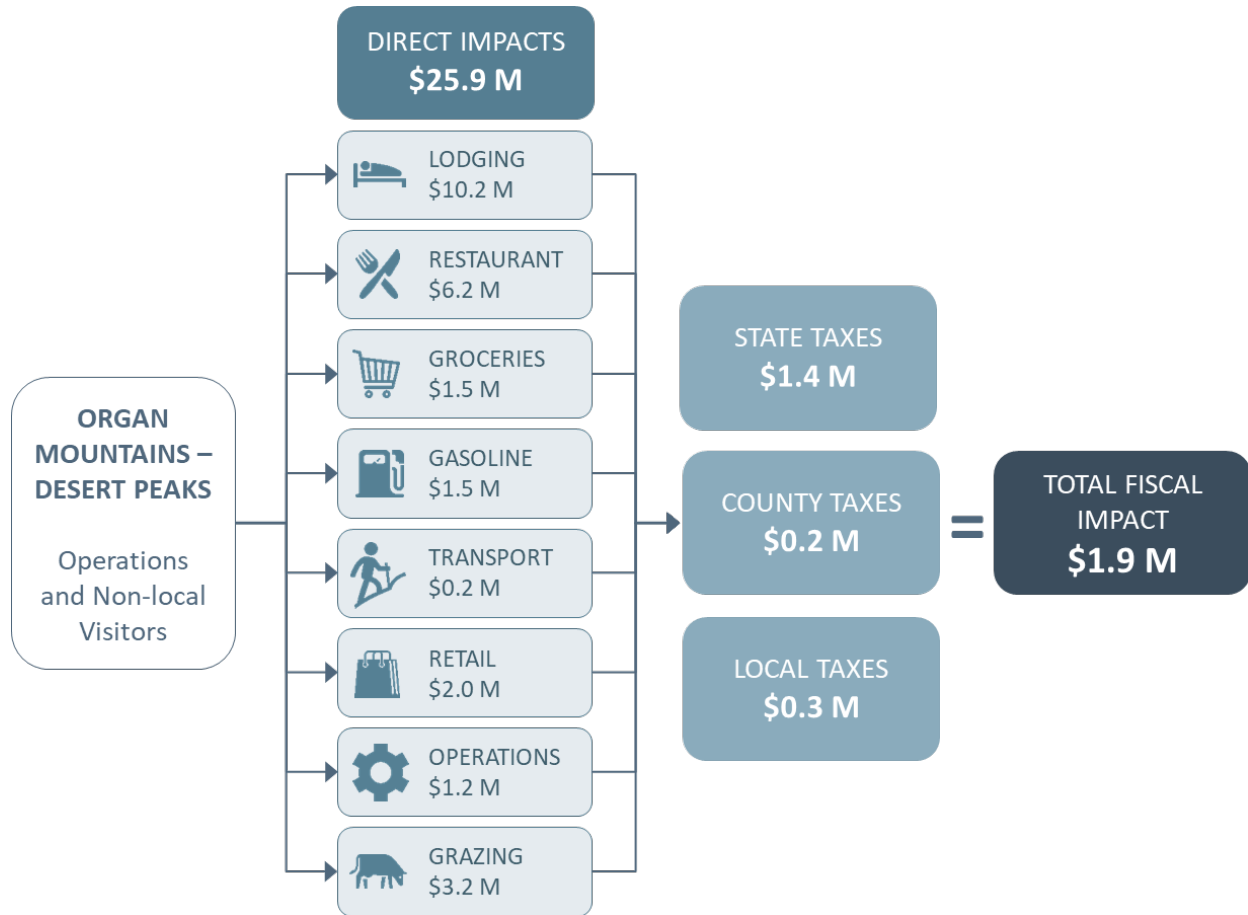 DIRECT IMPACTS
$25.9 M
LODGING
$10.2 M
RESTAURANT
$6.2 M
GROCERIES
$1.5 M
GASOLINE
$1.5 M
TRANSPORT
$0.2 M
RETAIL
$2.0 M
OPERATIONS
$1.2 M
GRAZING
$3.2 M
ORGAN
MOUNTAINS –
DESERT PEAKS
Operations
and Non-local
Visitors
STATE TAXES
$1.4 M
COUNTY TAXES
$0.2 M
LOCAL TAXES
$0.3 M
=
TOTAL FISCAL
IMPACT
$1.9 M